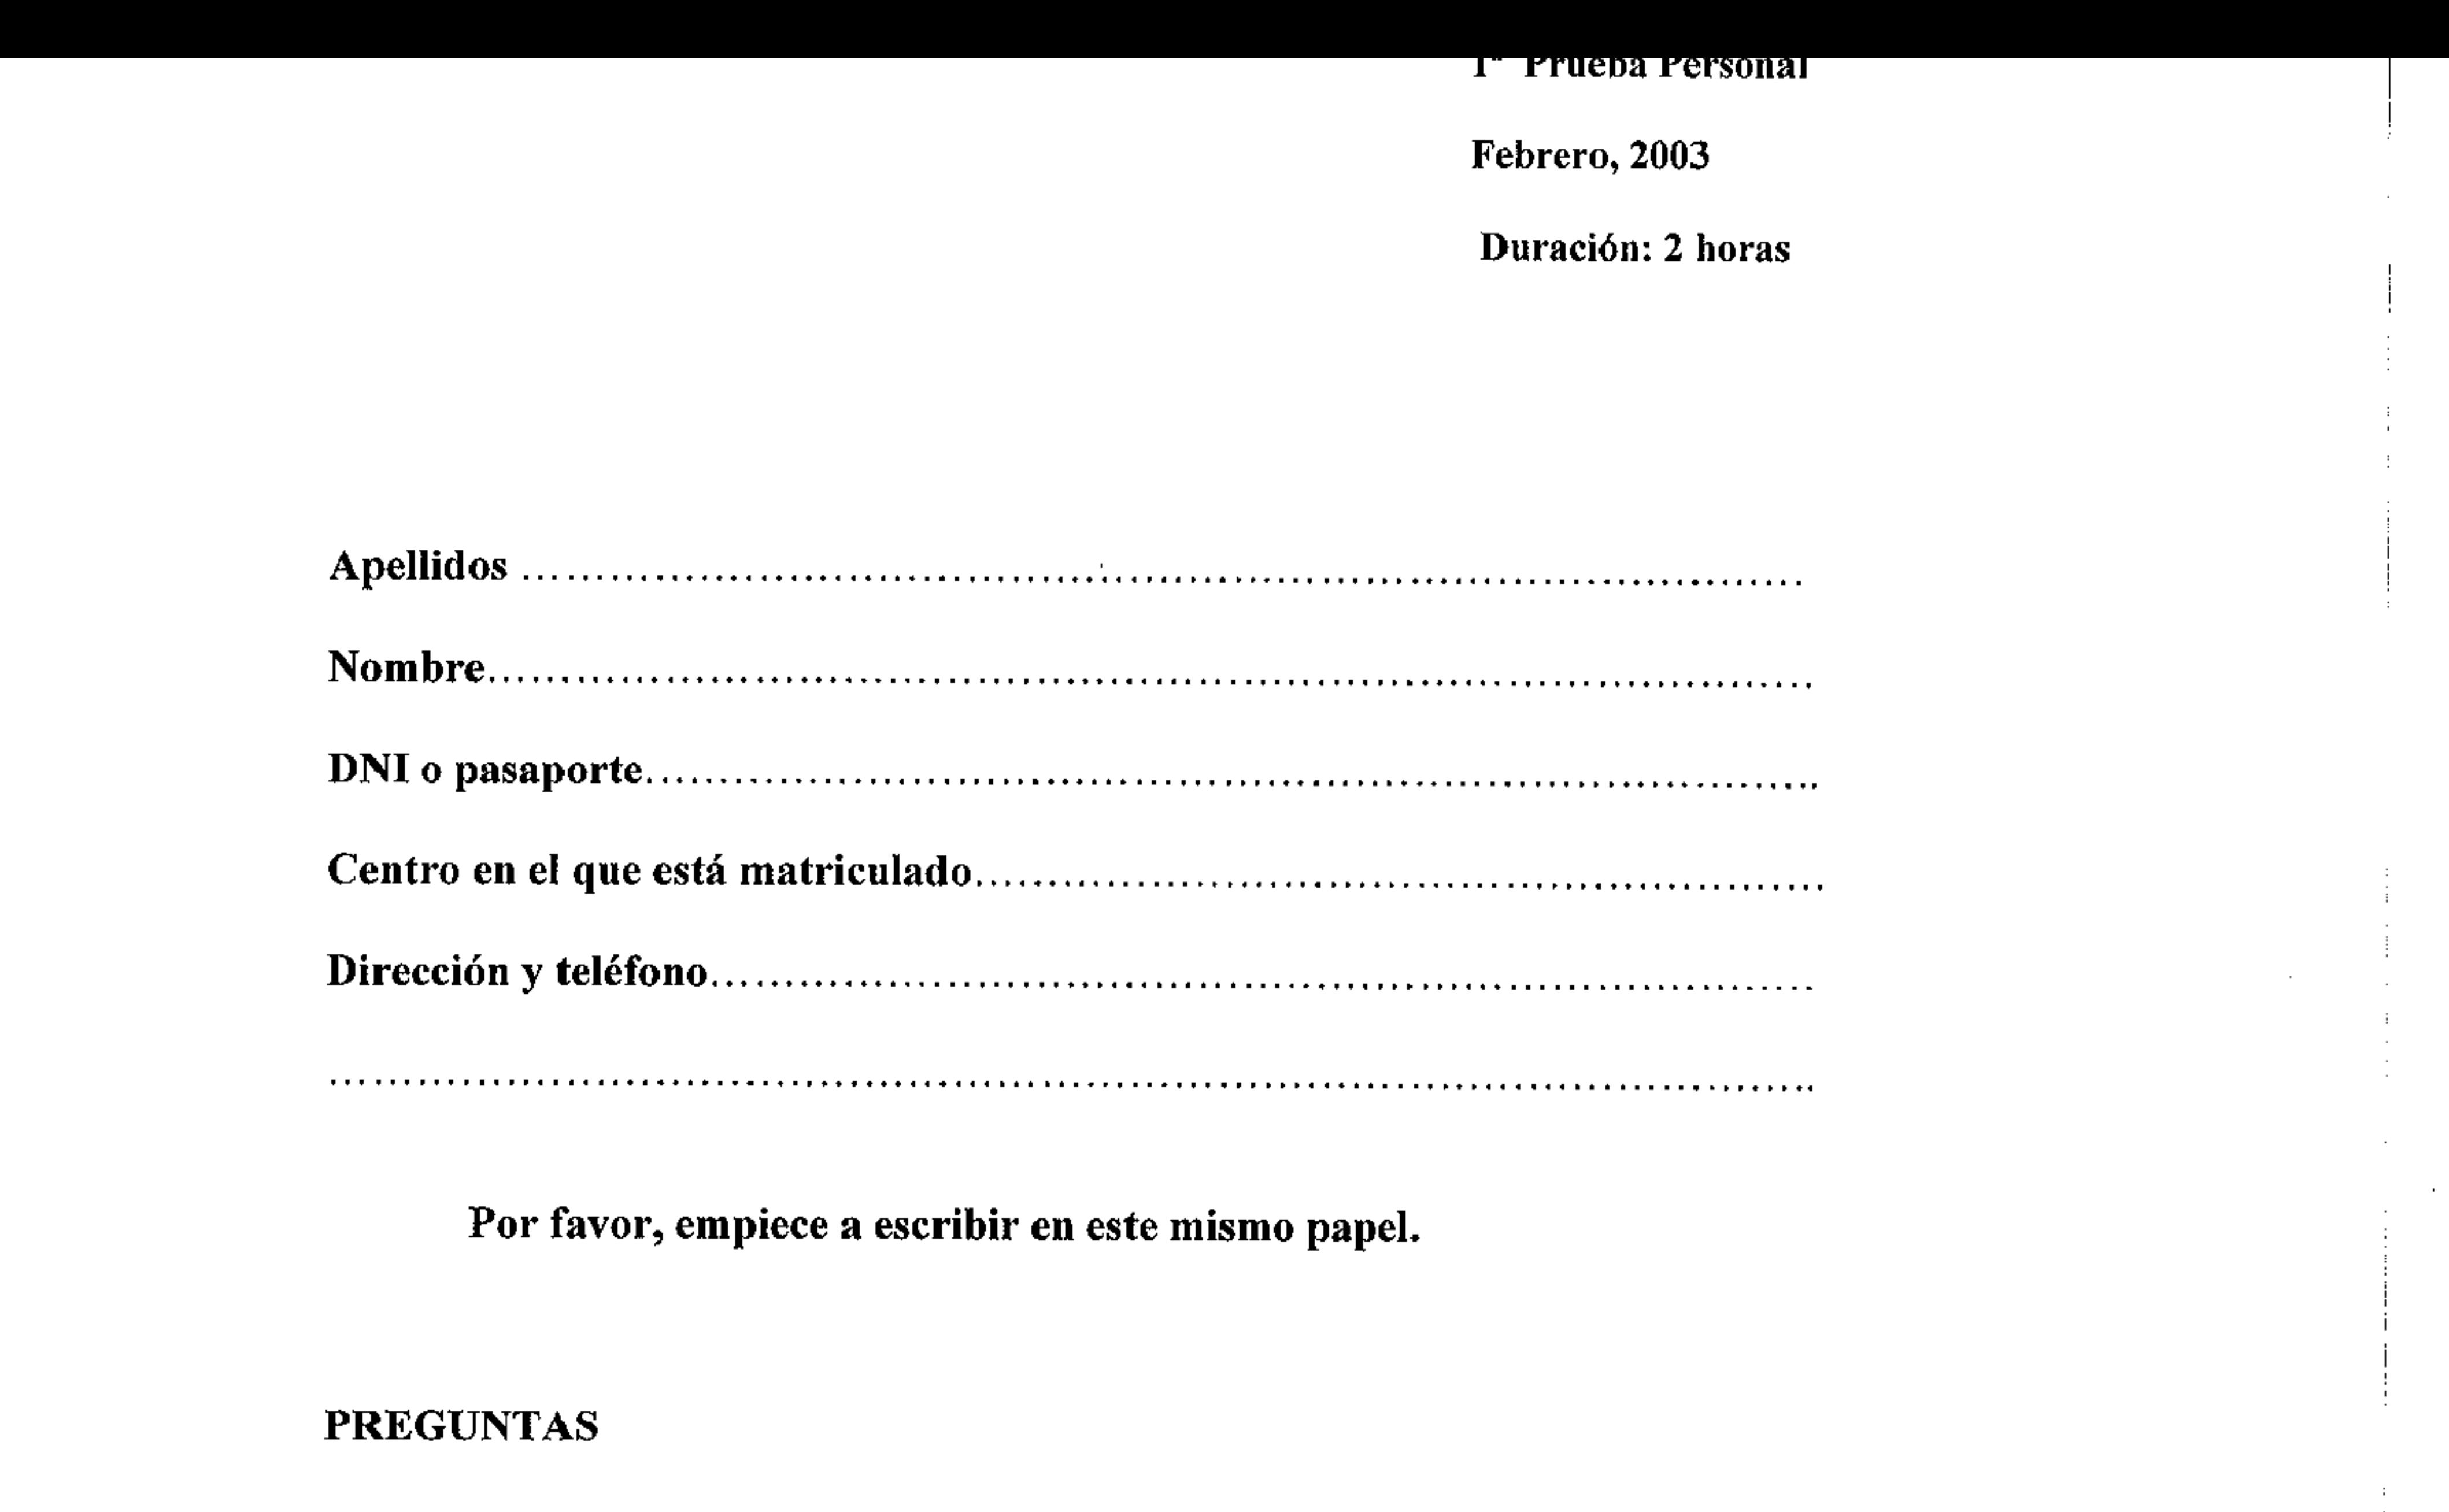 1ª Prueba Personal
Febrero, 2003
Duración: 2 horas
Apellidos ............................................................................................
Nombre............................................................................................
DNI o pasaporte................................................................................
Centro en el que está matriculado..........................................................
Dirección y teléfono...........................................................................
.....................................................................................................
Por favor, empiece a escribir en este mismo papel.
PREGUNTAS